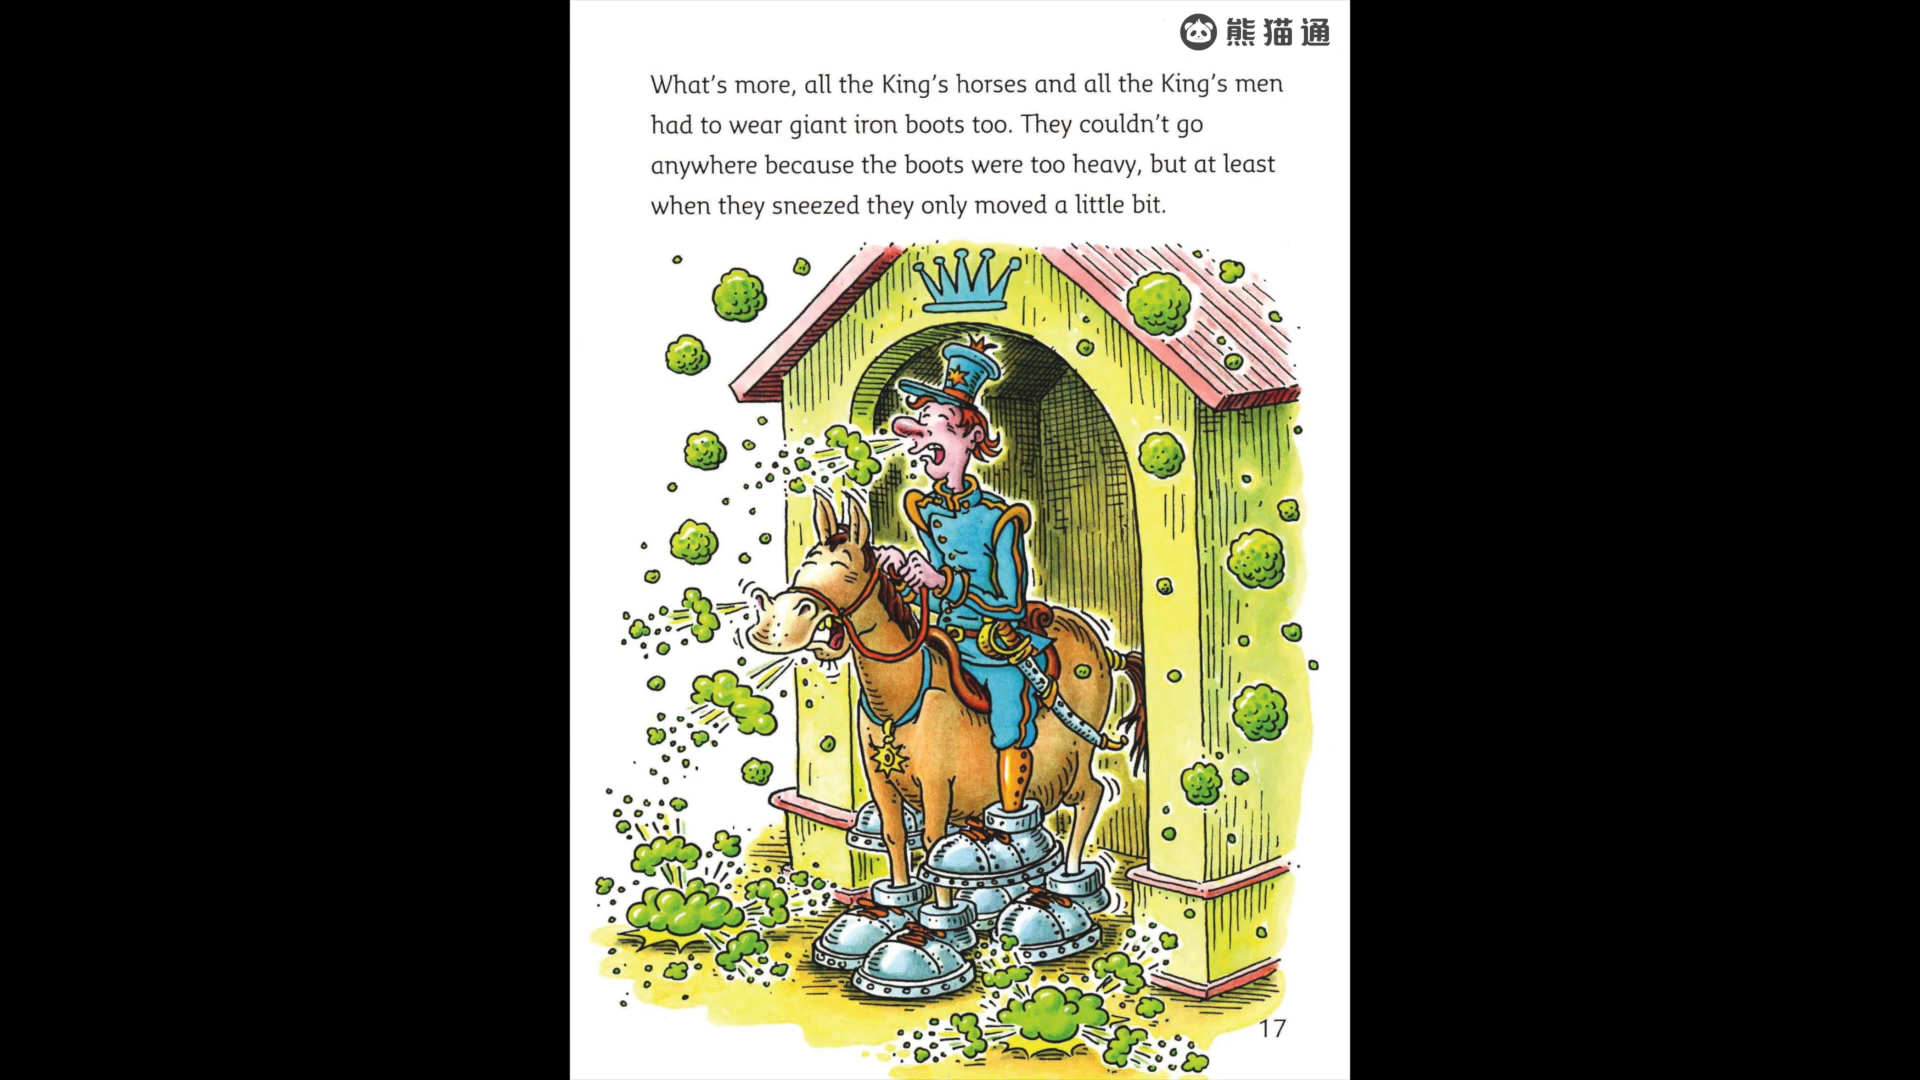 熊猫通
What's more, all the King's horses and all the King's men
had to wear giant iron boots too. They couldn't go
anywhere because the boots were too heavy, but at least
when they sneezed they only moved a little bit.
17